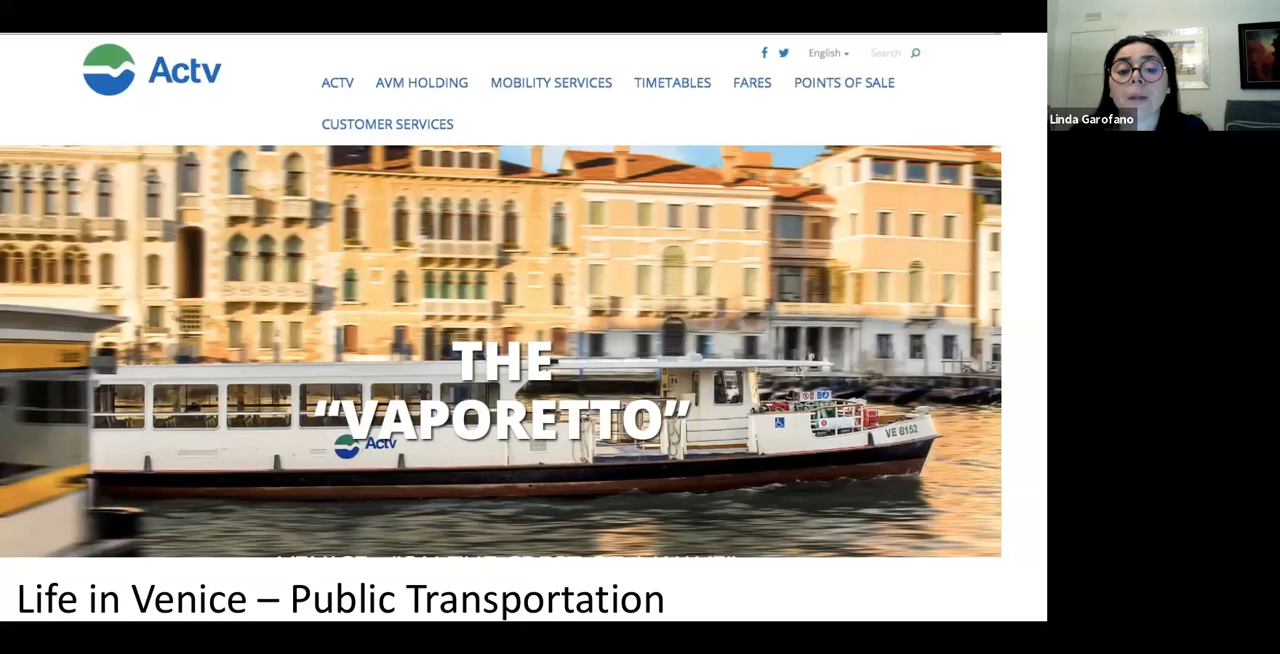 Actv
English
Search
ACTV AVM HOLDING MOBILITY SERVICES TIMETABLES FARES POINTS OF SALE
CUSTOMER SERVICES
Linda Garofano
THE
“VAPORETTO”
Actv
VE 8152
Life in Venice – Public Transportation